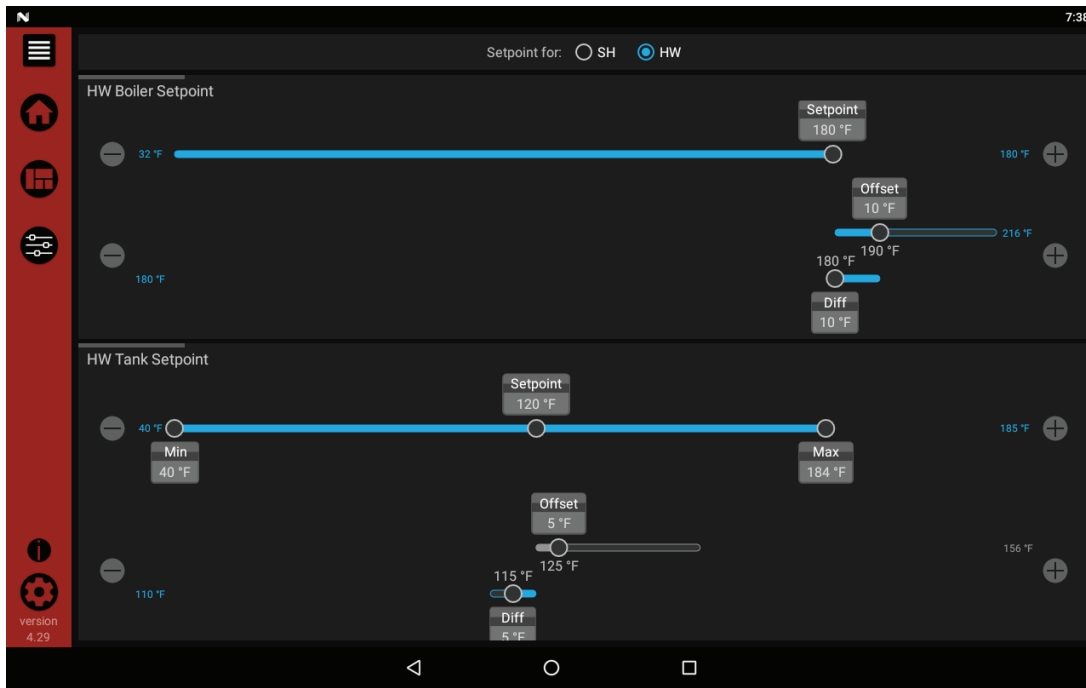 7:38
Setpoint for: SH HW
HW Boiler Setpoint
Setpoint
180 °F
32 °F
180 °F
Offset
10 °F
216 °F
190 °F
180 °F
180 °F
Diff
10 °F
HW Tank Setpoint
Setpoint
120 °F
40 °F
185 °F
Min
40 °F
Max
184 °F
Offset
5 °F
156 °F
125 °F
115 °F
110 °F
Diff
5 °F
version
4.29